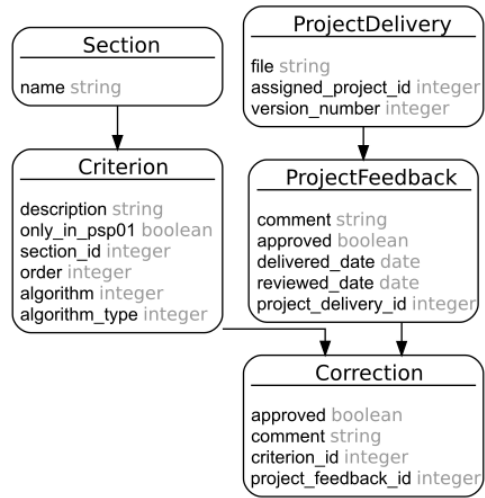 Section
name string
ProjectDelivery
file string
assigned_project_id integer
version_number integer
Criterion
description string
only_in_psp01 boolean
section_id integer
order integer
algorithm integer
algorithm_type integer
ProjectFeedback
comment string
approved boolean
delivered_date date
reviewed_date date
project_delivery_id integer
Correction
approved boolean
comment string
criterion_id integer
project_feedback_id integer